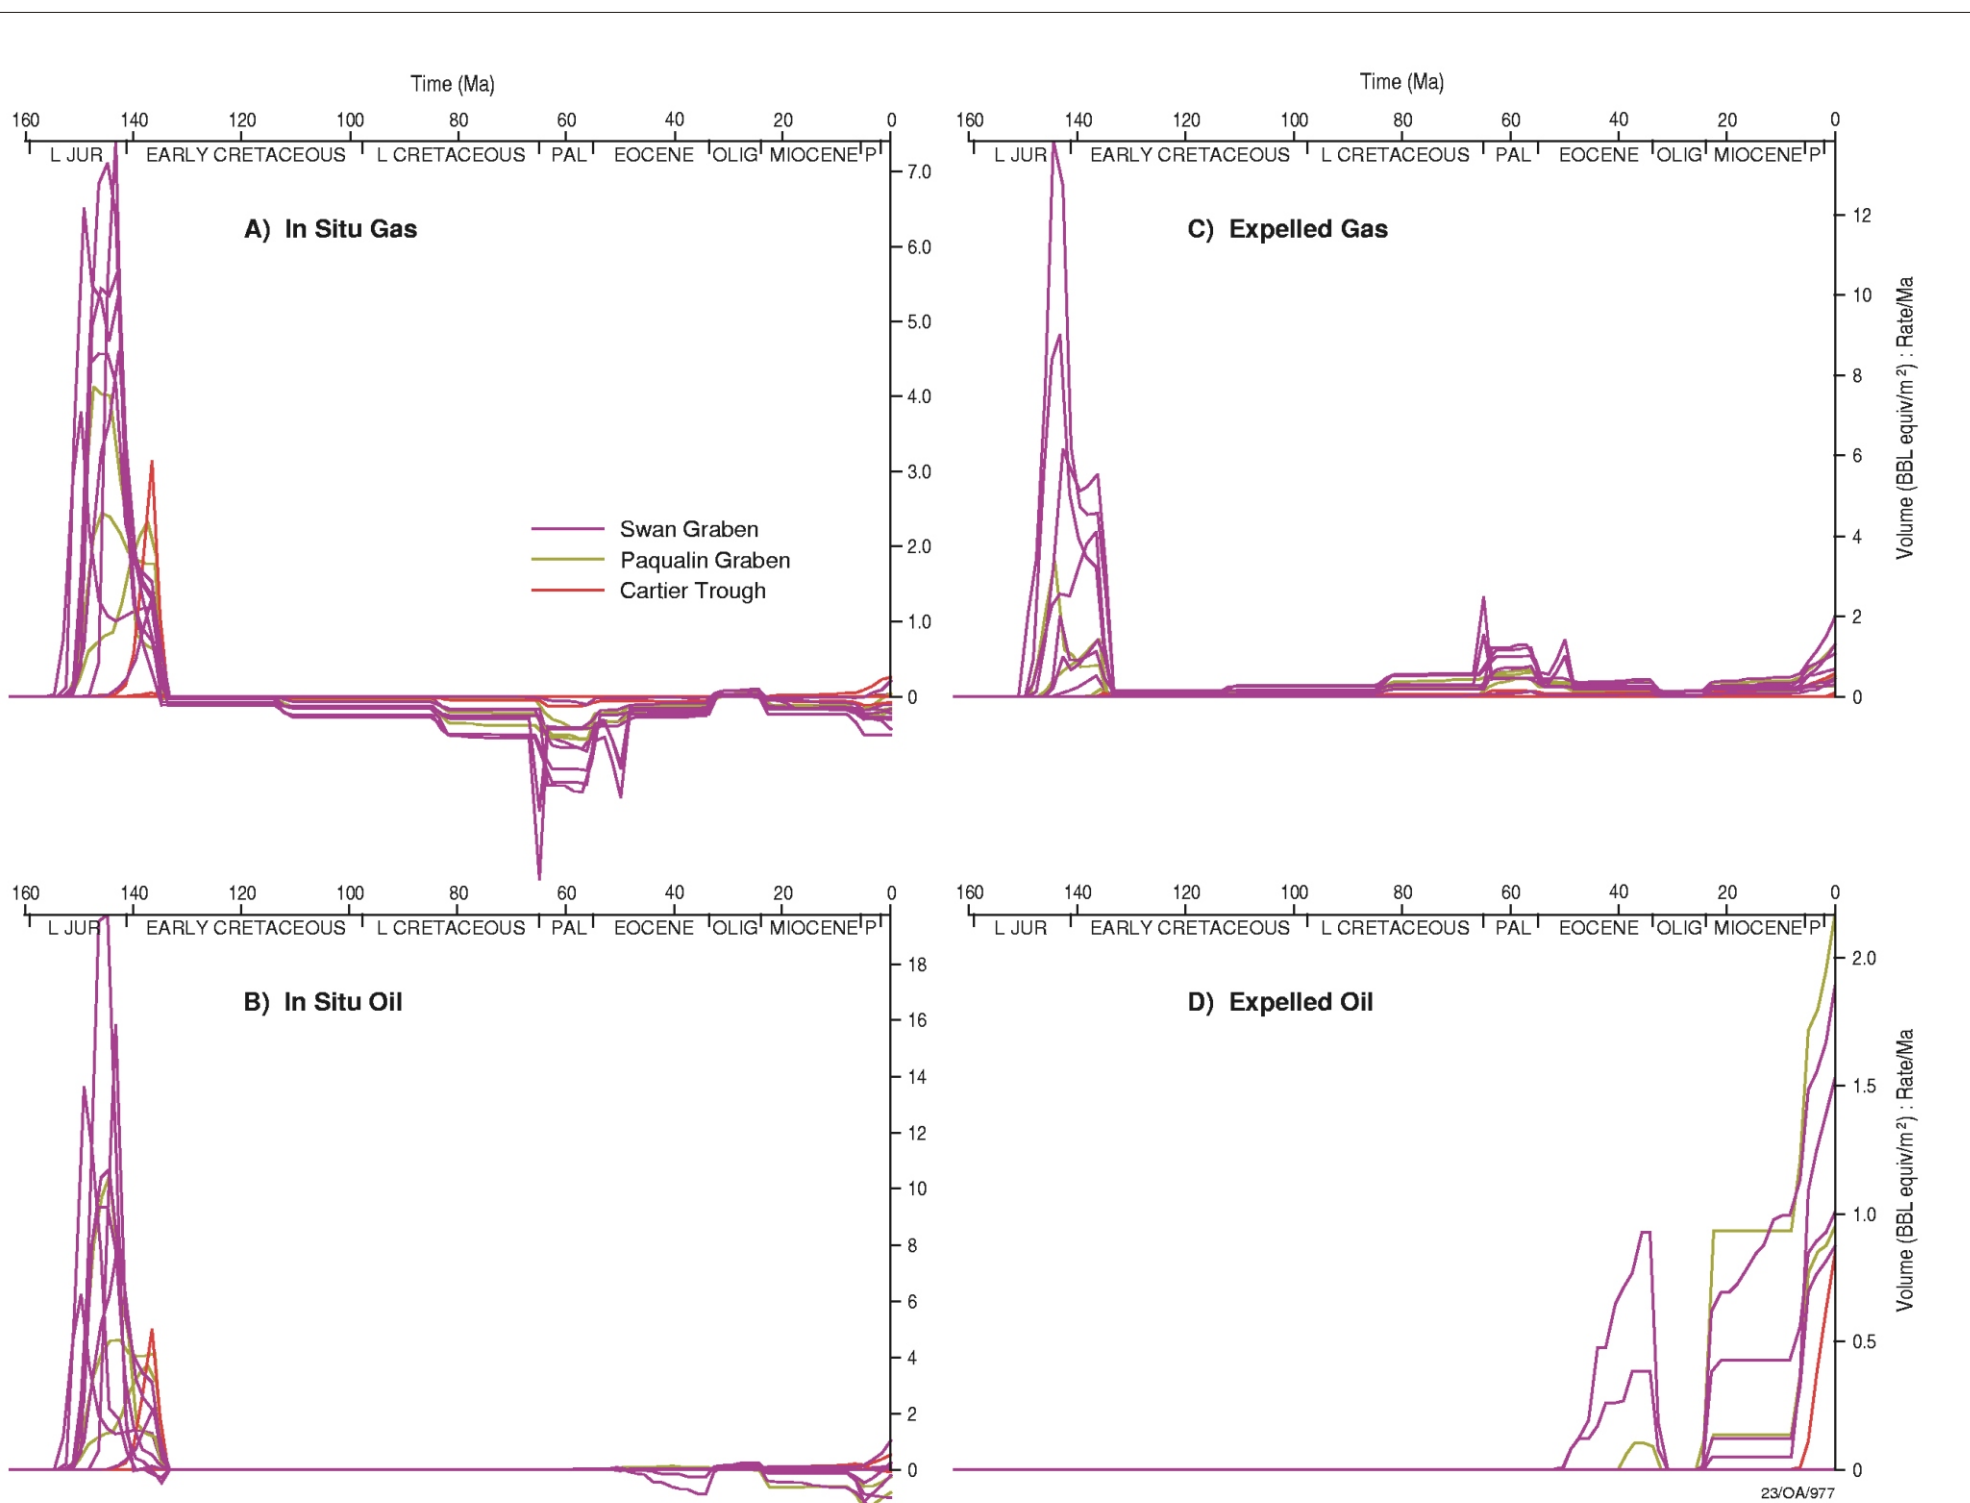 Time (Ma)
160 140 120 100 80 60 40 20 0
L JUR EARLY CRETACEOUS L CRETACEOUS PAL EOCENE OLIG MIOCENE P
7.0
A) In Situ Gas
6.0
5.0
4.0
3.0
Swan Graben
2.0
Paqualin Graben
Cartier Trough
1.0
0
Time (Ma)
160 140 120 100 80 60 40 20 0
L JUR EARLY CRETACEOUS L CRETACEOUS PAL EOCENE OLIG MIOCENE P
12
C) Expelled Gas
10
8
6
4
2
0
Volume (BBL equiv/m²) : Rate/Ma
160 140 120 100 80 60 40 20 0
L JUR EARLY CRETACEOUS L CRETACEOUS PAL EOCENE OLIG MIOCENE P
18
B) In Situ Oil
16
14
12
10
8
6
4
2
0
160 140 120 100 80 60 40 20 0
L JUR EARLY CRETACEOUS L CRETACEOUS PAL EOCENE OLIG MIOCENE P
2.0
D) Expelled Oil
1.5
1.0
0.5
0
Volume (BBL equiv/m²) : Rate/Ma
23/OA/977